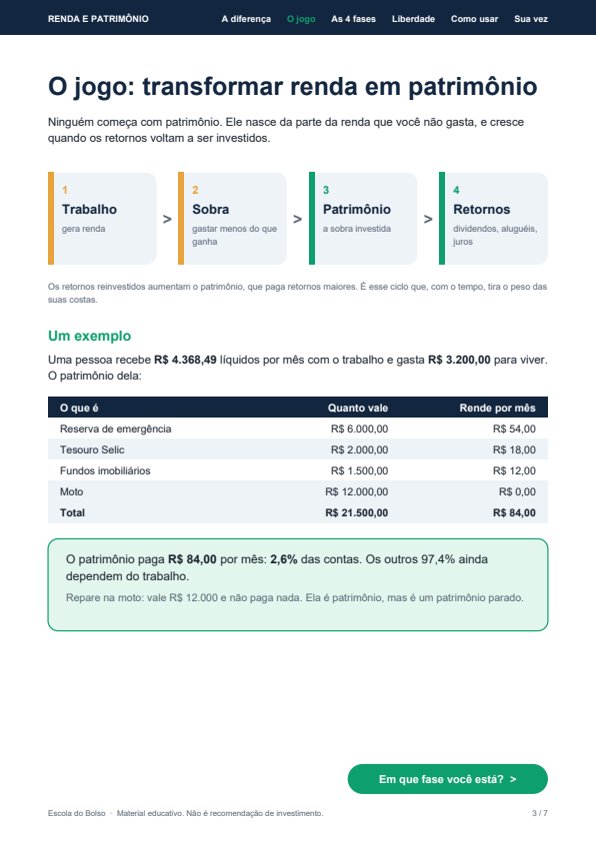 RENDA E PATRIMÔNIO A diferença O jogo As 4 fases Liberdade Como usar Sua vez
O jogo: transformar renda em patrimônio
Ninguém começa com patrimônio. Ele nasce da parte da renda que você não gasta, e cresce
quando os retornos voltam a ser investidos.
1
Trabalho
gera renda
>
2
Sobra
gastar menos do que
ganha
>
3
Patrimônio
a sobra investida
>
4
Retornos
dividendos, aluguéis,
juros
Os retornos reinvestidos aumentam o patrimônio, que paga retornos maiores. É esse ciclo que, com o tempo, tira o peso das
suas costas.
Um exemplo
Uma pessoa recebe R$ 4.368,49 líquidos por mês com o trabalho e gasta R$ 3.200,00 para viver.
O patrimônio dela:
O que é Quanto vale Rende por mês
Reserva de emergência R$ 6.000,00 R$ 54,00
Tesouro Selic R$ 2.000,00 R$ 18,00
Fundos imobiliários R$ 1.500,00 R$ 12,00
Moto R$ 12.000,00 R$ 0,00
Total R$ 21.500,00 R$ 84,00
O patrimônio paga R$ 84,00 por mês: 2,6% das contas. Os outros 97,4% ainda
dependem do trabalho.
Repare na moto: vale R$ 12.000 e não paga nada. Ela é patrimônio, mas é um patrimônio parado.
Em que fase você está? >
Escola do Bolso · Material educativo. Não é recomendação de investimento. 3 / 7